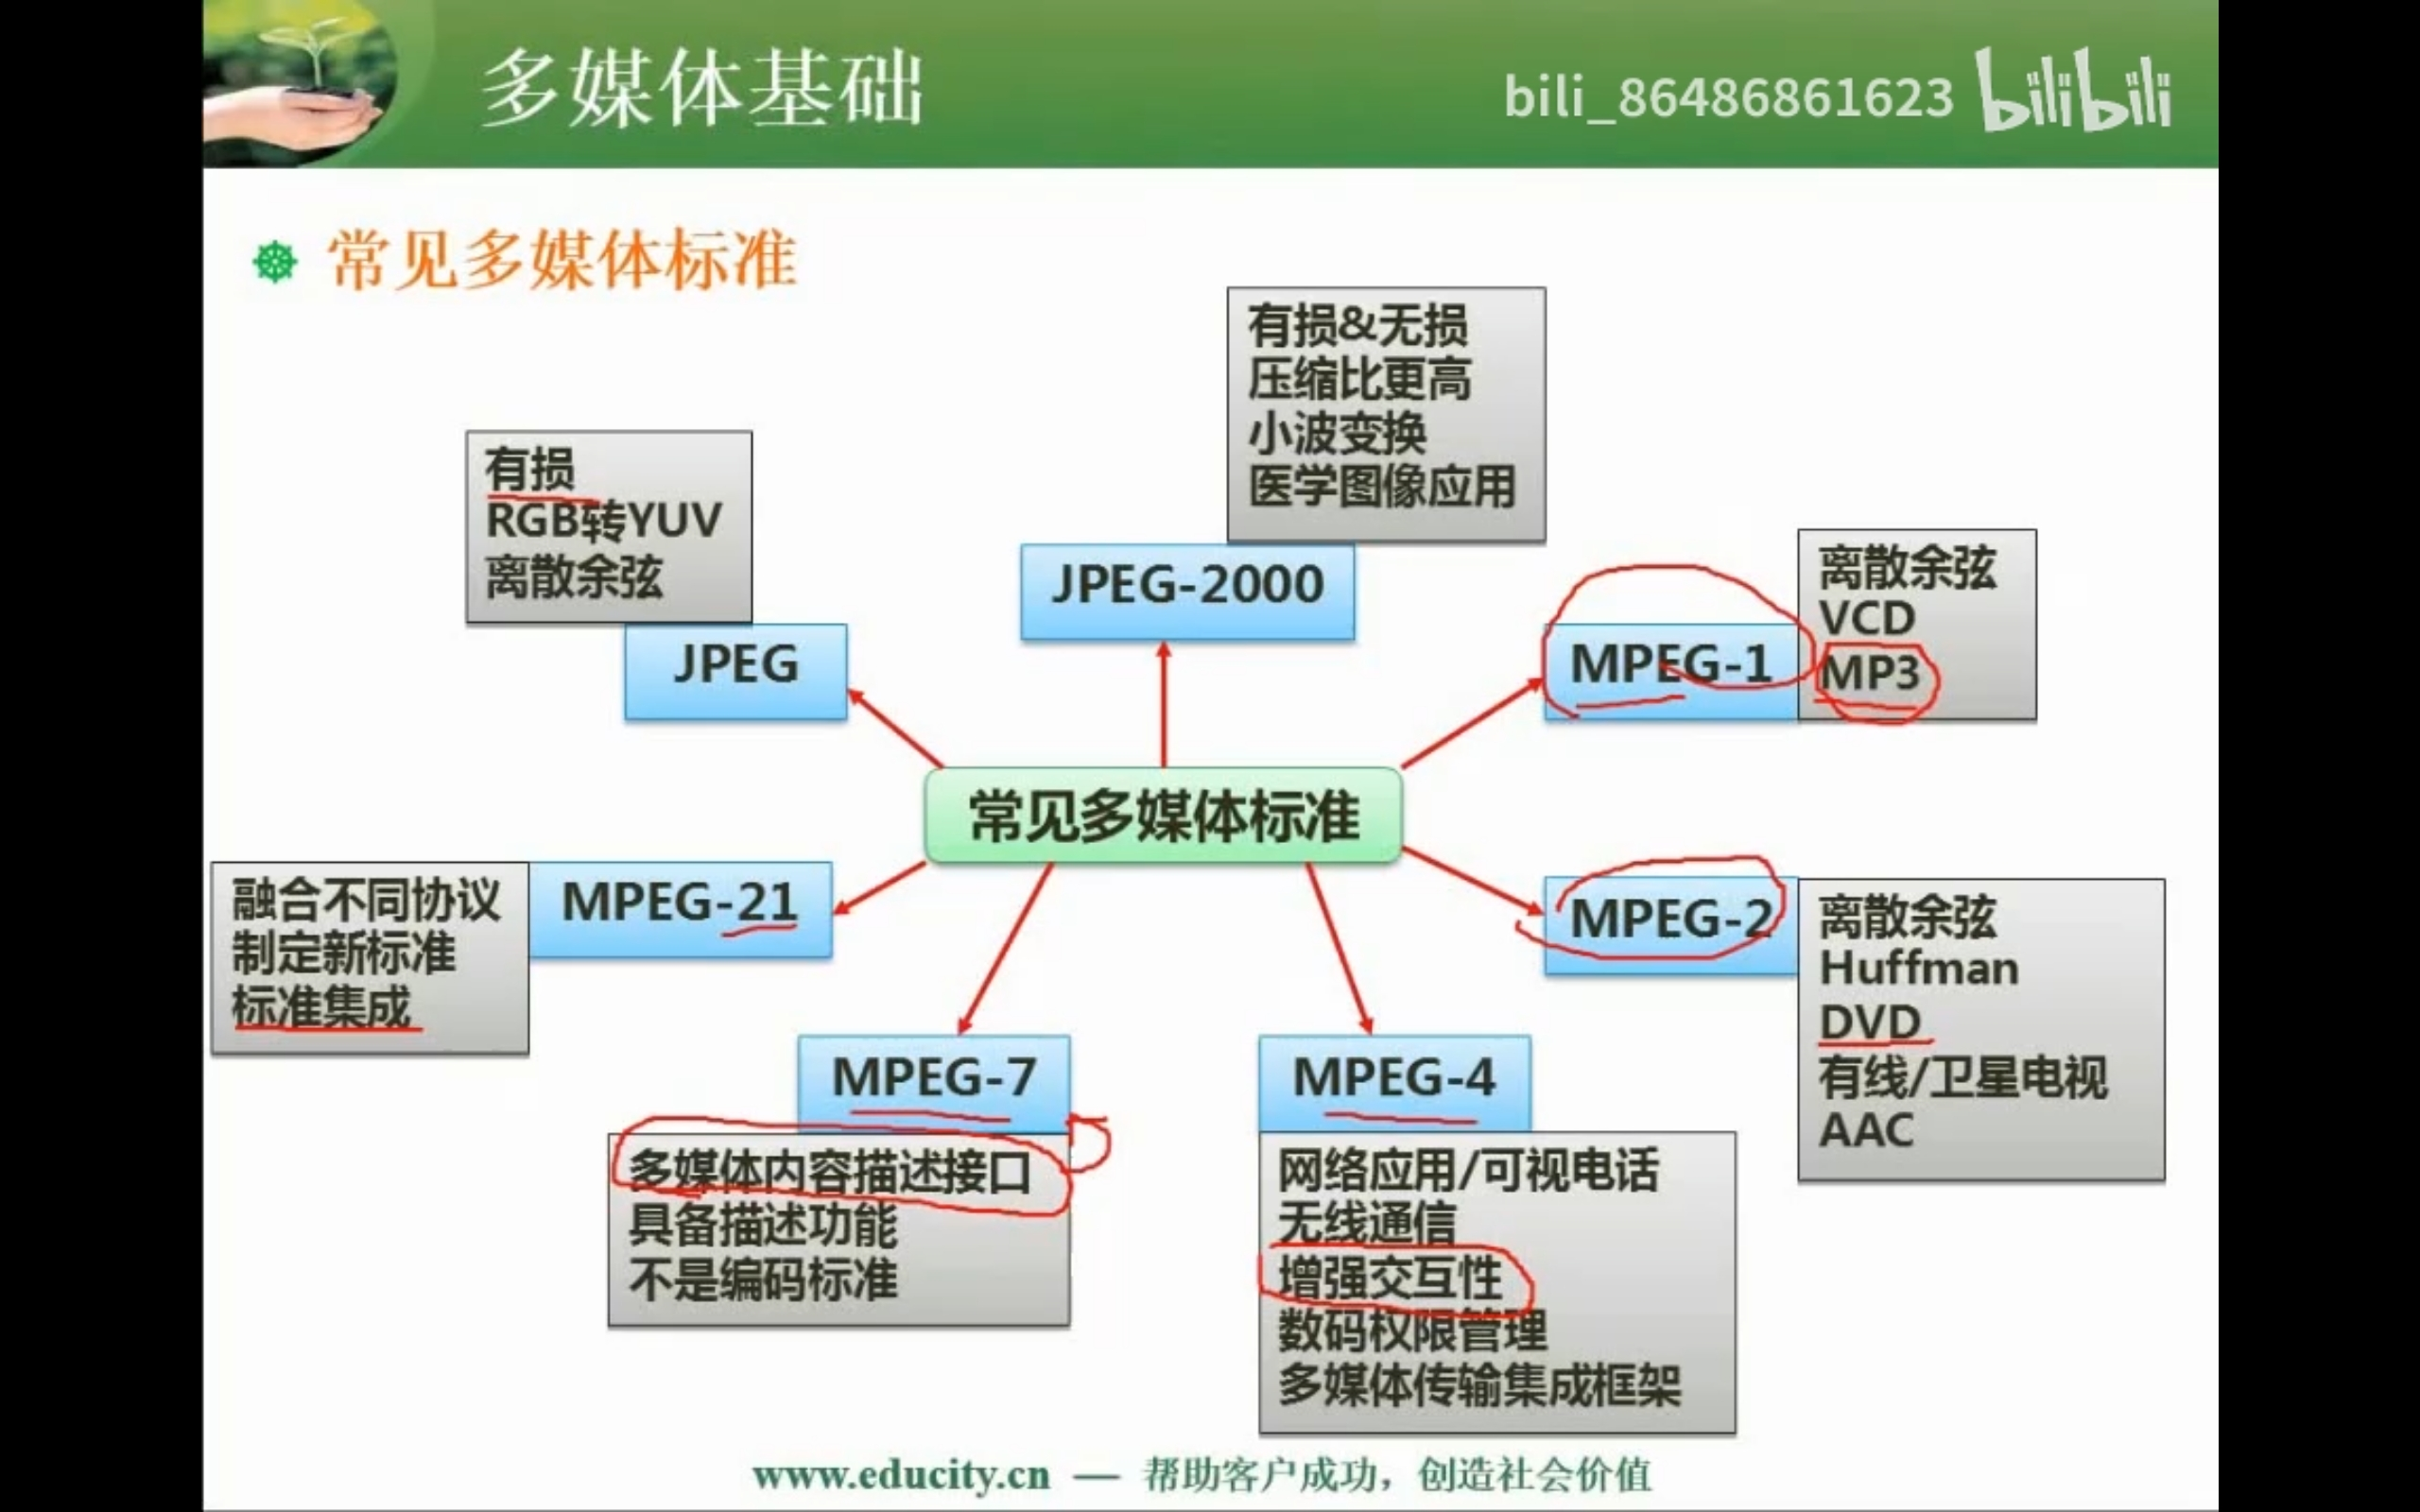 多媒体基础
bili_86486861623 bilibili
常见多媒体标准
有损&无损
压缩比更高
小波变换
医学图像应用
JPEG-2000
有损
RGB转YUV
离散余弦
JPEG
离散余弦
VCD
MP3
MPEG-1
常见多媒体标准
融合不同协议
制定新标准
标准集成
MPEG-21
MPEG-2
离散余弦
Huffman
DVD
有线/卫星电视
AAC
MPEG-7
多媒体内容描述接口
具备描述功能
不是编码标准
MPEG-4
网络应用/可视电话
无线通信
增强交互性
数码权限管理
多媒体传输集成框架
www.educity.cn — 帮助客户成功，创造社会价值